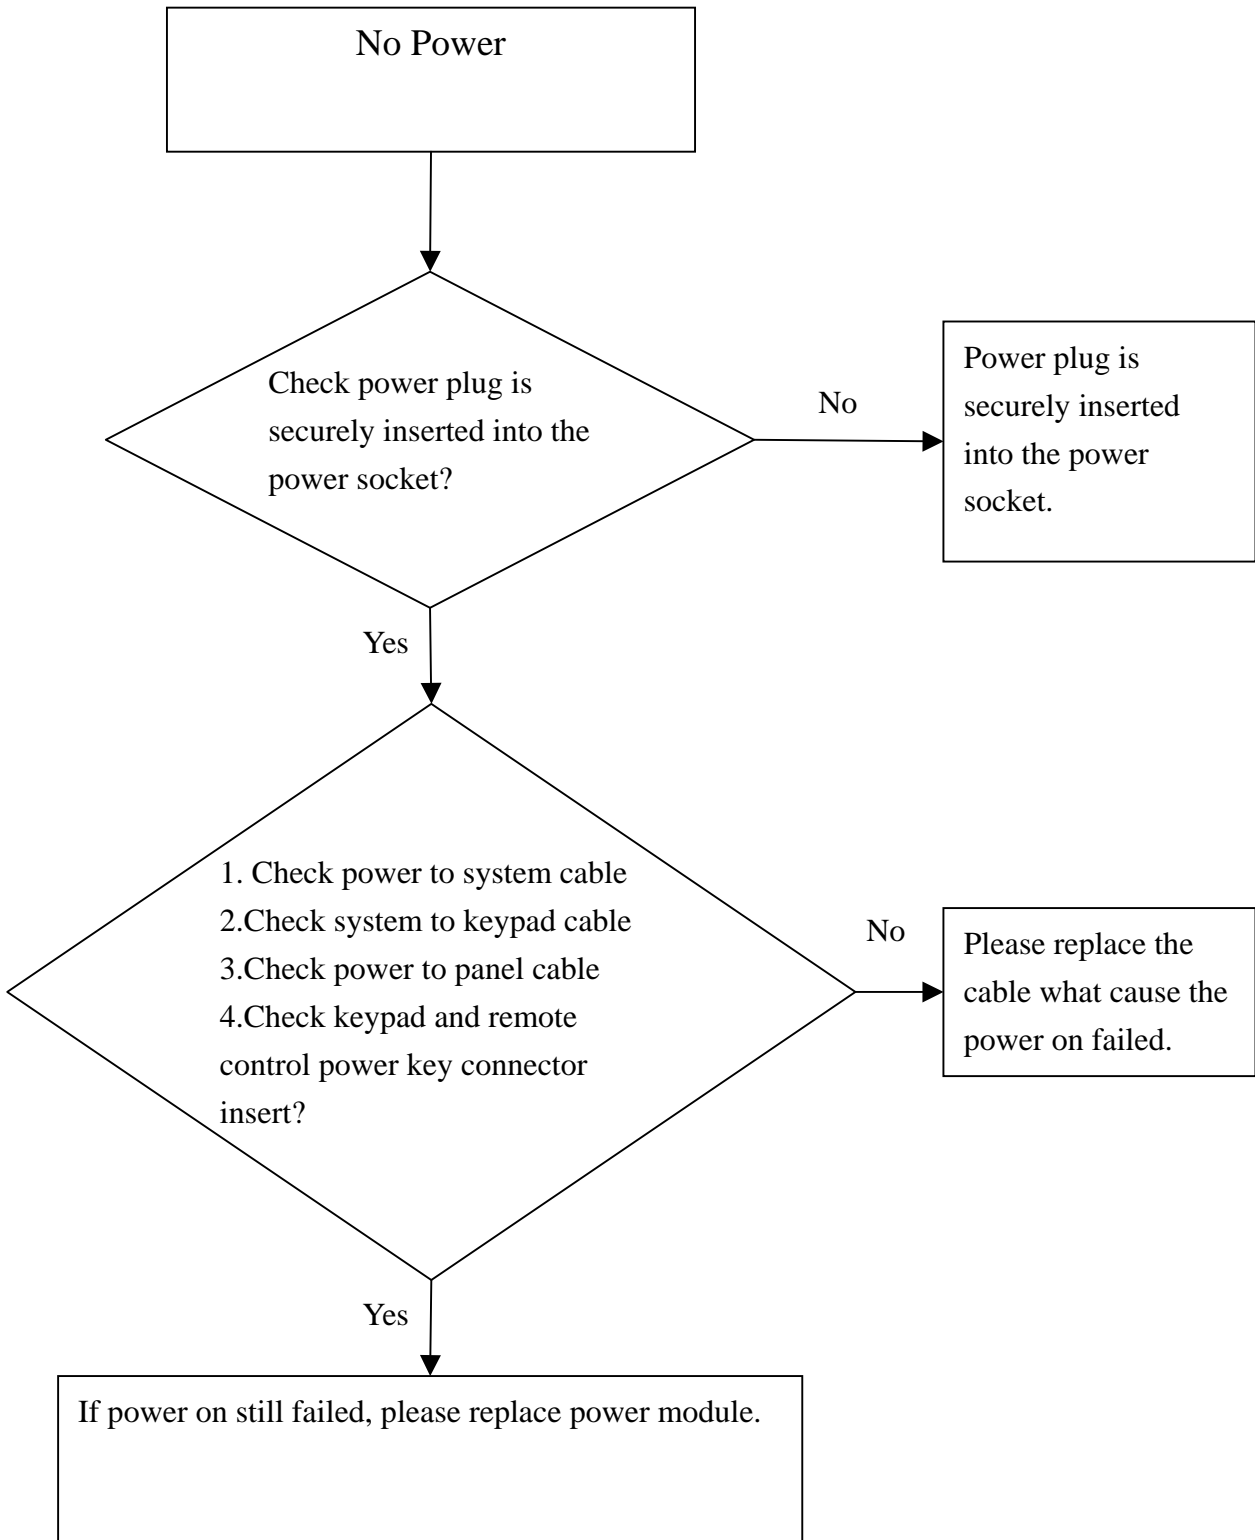 No Power
Check power plug is
securely inserted into the
power socket?
No
Power plug is
securely inserted
into the power
socket.
Yes
1. Check power to system cable
2.Check system to keypad cable
3.Check power to panel cable
4.Check keypad and remote
control power key connector
insert?
No
Please replace the
cable what cause the
power on failed.
Yes
If power on still failed, please replace power module.